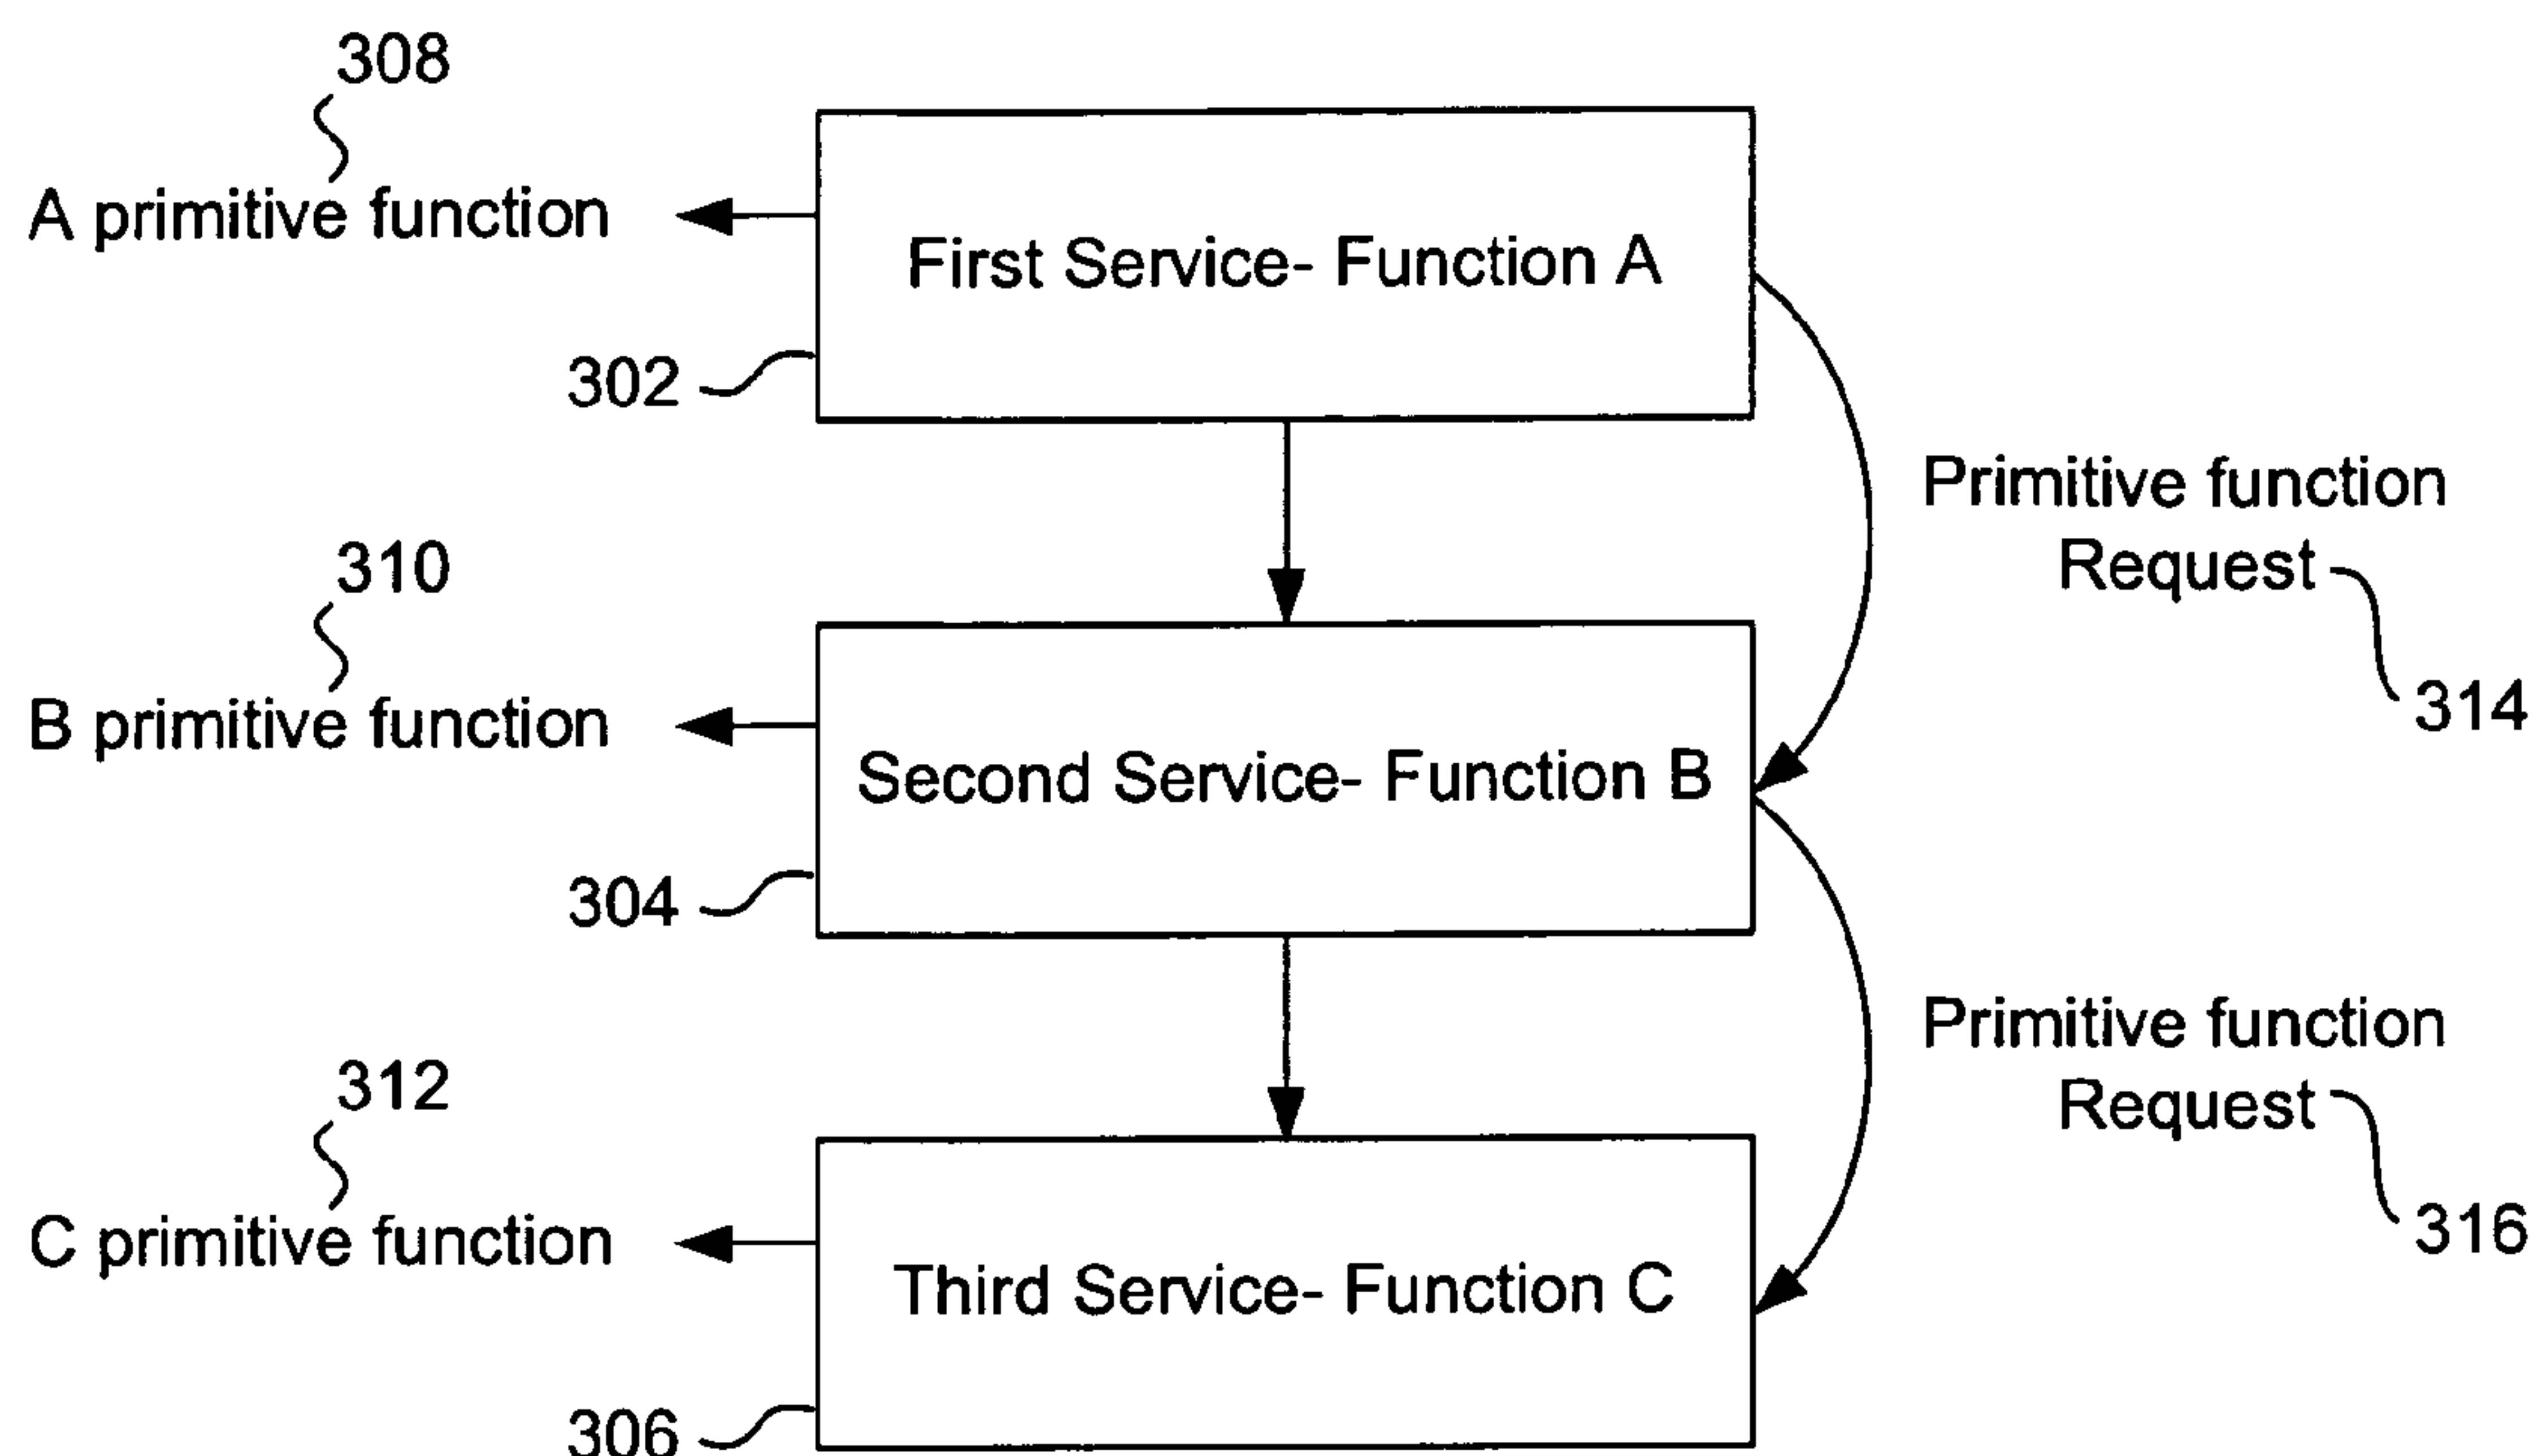 308
A primitive function
First Service- Function A
302
Primitive function
Request
314
310
B primitive function
Second Service- Function B
304
Primitive function
Request
316
312
C primitive function
Third Service- Function C
306